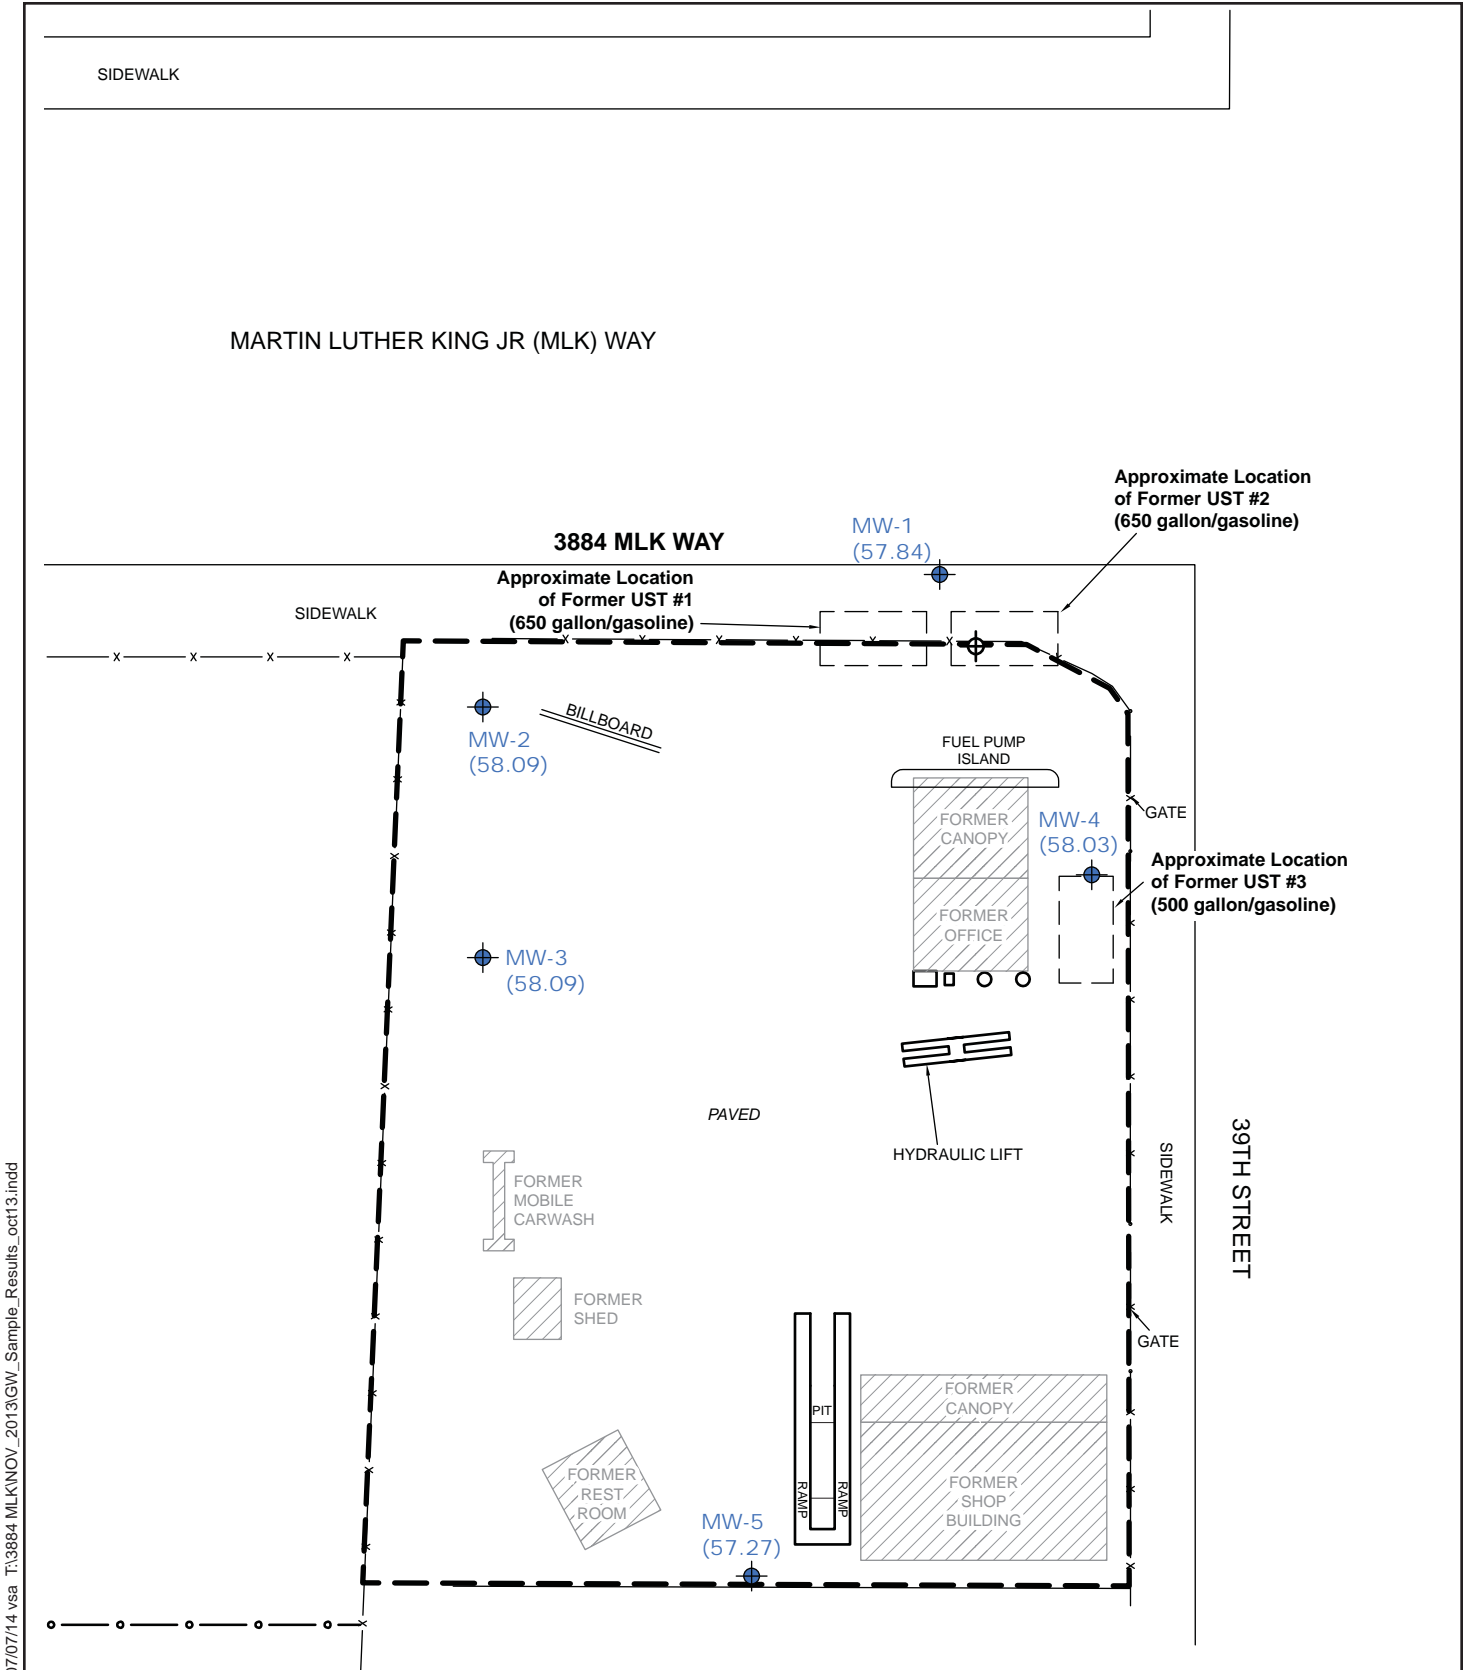 SIDEWALK
MARTIN LUTHER KING JR (MLK) WAY
Approximate Location
of Former UST #2
(650 gallon/gasoline)
MW-1
(57.84)
3884 MLK WAY
Approximate Location
of Former UST #1
(650 gallon/gasoline)
SIDEWALK
BILLBOARD
MW-2
(58.09)
FUEL PUMP
ISLAND
FORMER
CANOPY
MW-4
(58.03)
GATE
Approximate Location
of Former UST #3
(500 gallon/gasoline)
FORMER
OFFICE
MW-3
(58.09)
PAVED
HYDRAULIC LIFT
39TH STREET
SIDEWALK
FORMER
MOBILE
CARWASH
FORMER
SHED
GATE
FORMER
CANOPY
PIT
RAMP
RAMP
FORMER
REST
ROOM
FORMER
SHOP
BUILDING
MW-5
(57.27)
07/07/14 vsa T:\3884 MLK\NOV_2013\GW_Sample_Results_oct13.indd